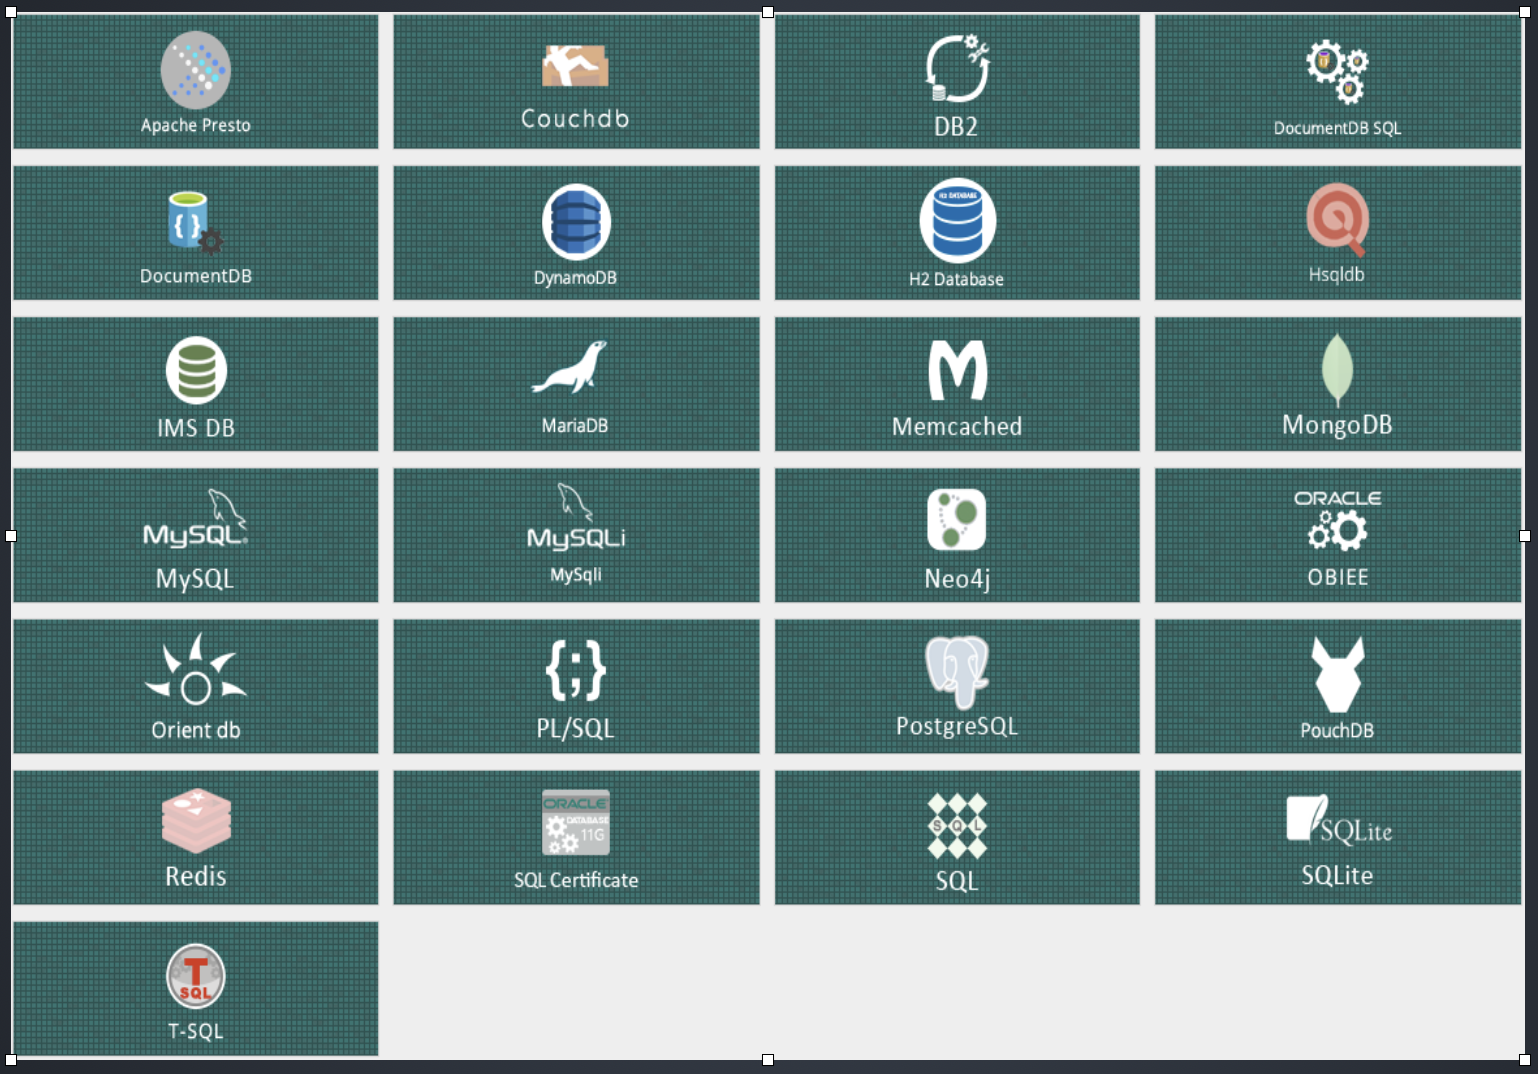 Apache Presto
Couchdb
DB2
DocumentDB SQL
DocumentDB
DynamoDB
H2 DATABASE
H2 Database
Hsqldb
IMS DB
MariaDB
Memcached
MongoDB
MySQL®
MySQL
MySQLi
MySqli
Neo4j
ORACLE
OBIEE
Orient db
{;}
PL/SQL
PostgreSQL
PouchDB
Redis
ORACLE
DATABASE
11G
SQL Certificate
SQL
SQL
SQLite
SQLite
T
SQL
T-SQL